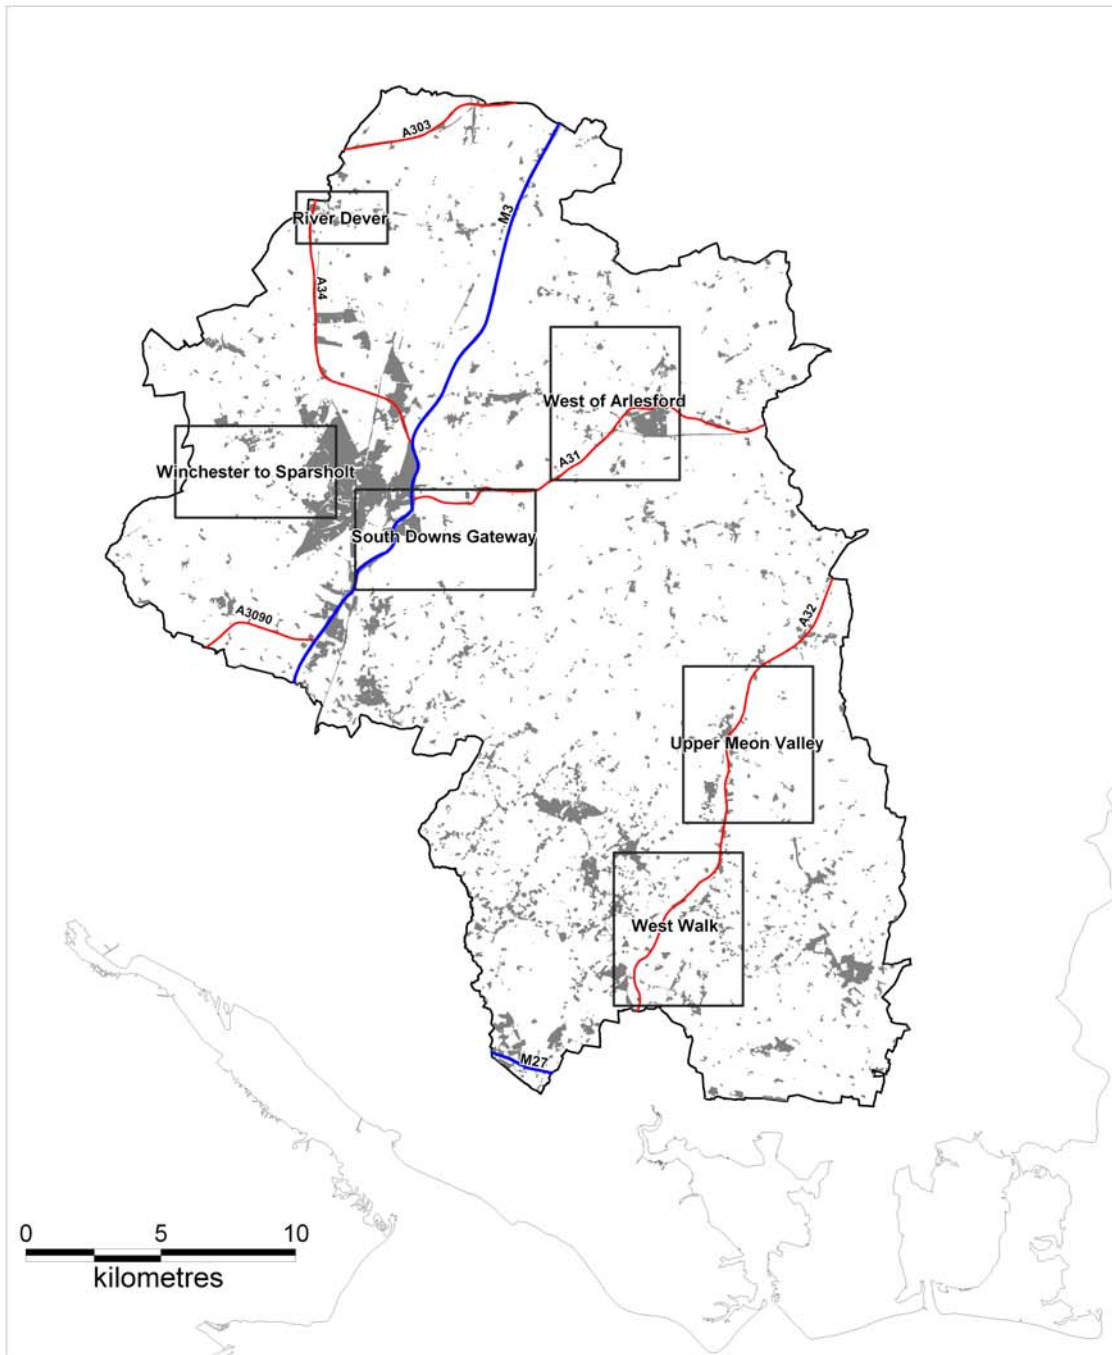 A303
M3
River Dever
A34
West of Arlesford
A31
Winchester to Sparsholt
South Downs Gateway
A3090
A32
Upper Meon Valley
West Walk
M27
0 5 10
kilometres